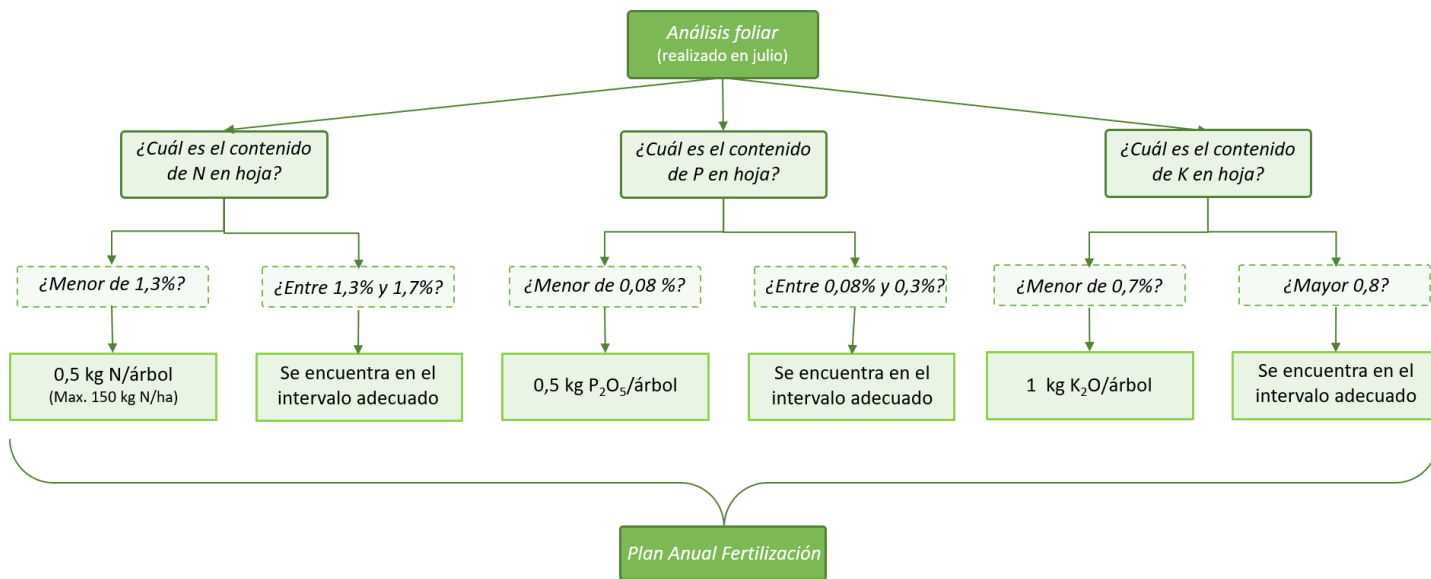 Análisis foliar
(realizado en julio)
¿Cuál es el contenido
de N en hoja?
¿Cuál es el contenido
de P en hoja?
¿Cuál es el contenido
de K en hoja?
¿Menor de 1,3%?
¿Entre 1,3% y 1,7%?
¿Menor de 0,08 %?
¿Entre 0,08% y 0,3%?
¿Menor de 0,7%?
¿Mayor 0,8?
0,5 kg N/árbol
(Max. 150 kg N/ha)
Se encuentra en el
intervalo adecuado
0,5 kg P₂O₅/árbol
Se encuentra en el
intervalo adecuado
1 kg K₂O/árbol
Se encuentra en el
intervalo adecuado
Plan Anual Fertilización